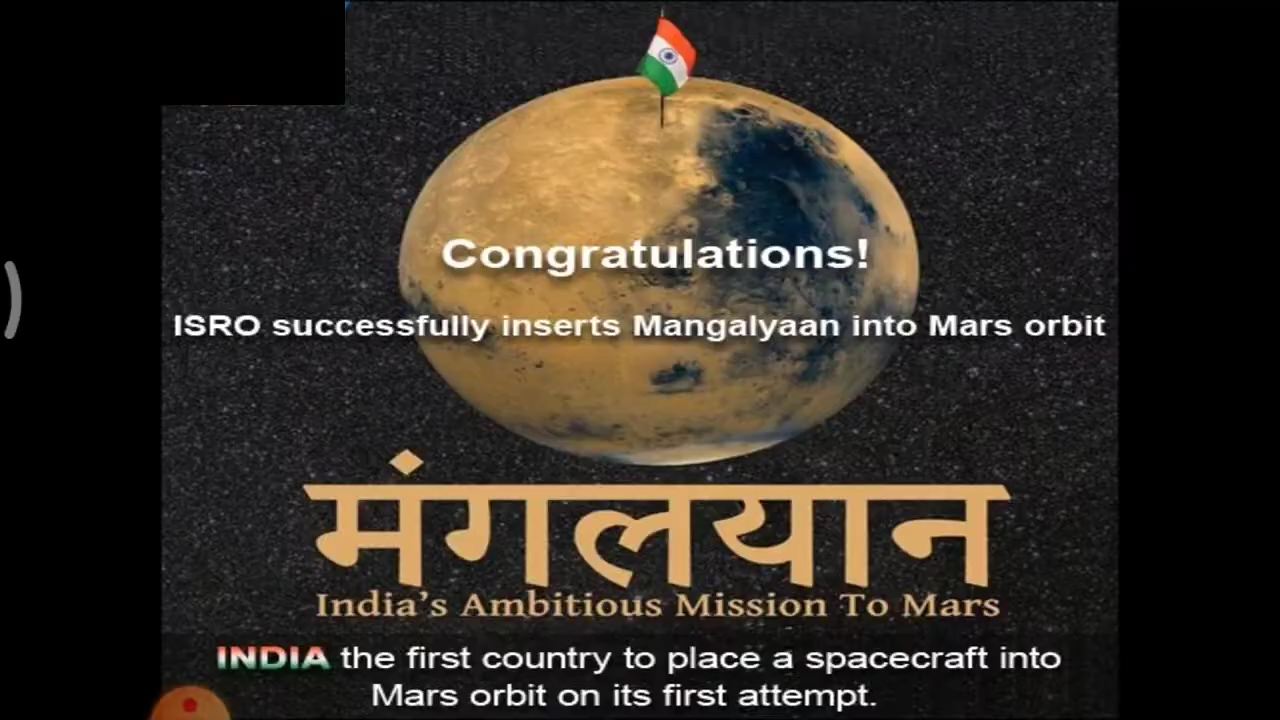 Congratulations!
ISRO successfully inserts Mangalyaan into Mars orbit
मंगलयान
India's Ambitious Mission To Mars
INDIA the first country to place a spacecraft into
Mars orbit on its first attempt.